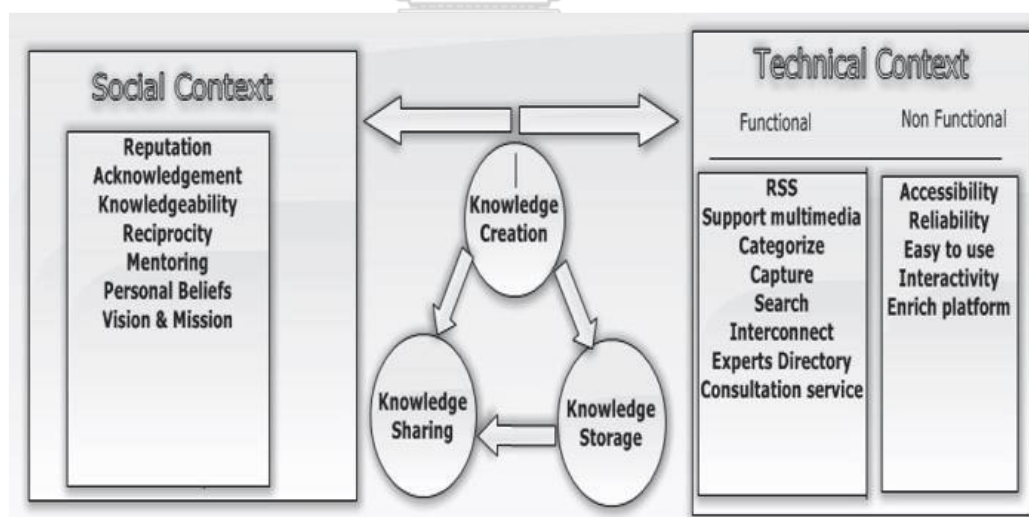 Social Context
Reputation
Acknowledgement
Knowledgeability
Reciprocity
Mentoring
Personal Beliefs
Vision & Mission
Knowledge
Creation
Knowledge
Sharing
Knowledge
Storage
Technical Context
Functional
Non Functional
RSS
Support multimedia
Categorize
Capture
Search
Interconnect
Experts Directory
Consultation service
Accessibility
Reliability
Easy to use
Interactivity
Enrich platform